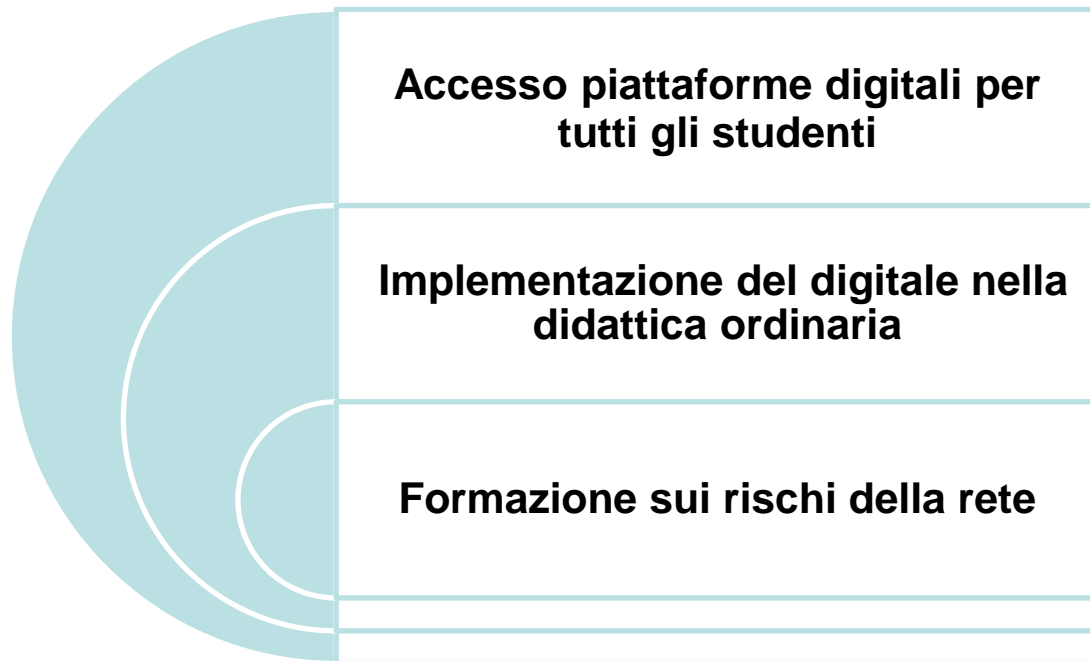 Accesso piattaforme digitali per
tutti gli studenti
Implementazione del digitale nella
didattica ordinaria
Formazione sui rischi della rete